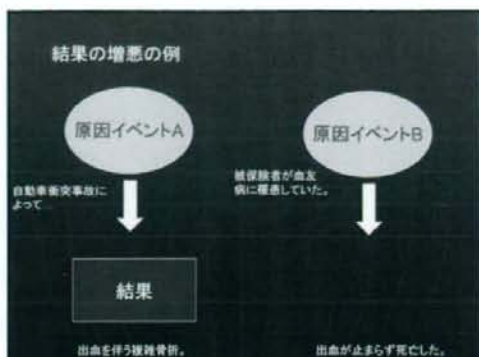 結果の増悪の例
原因イベントA
原因イベントB
自動車衝突事故に
よって...
被保険者が血友
病に罹患していた。
結果
出血を伴う複雑骨折。
出血が止まらず死亡した。